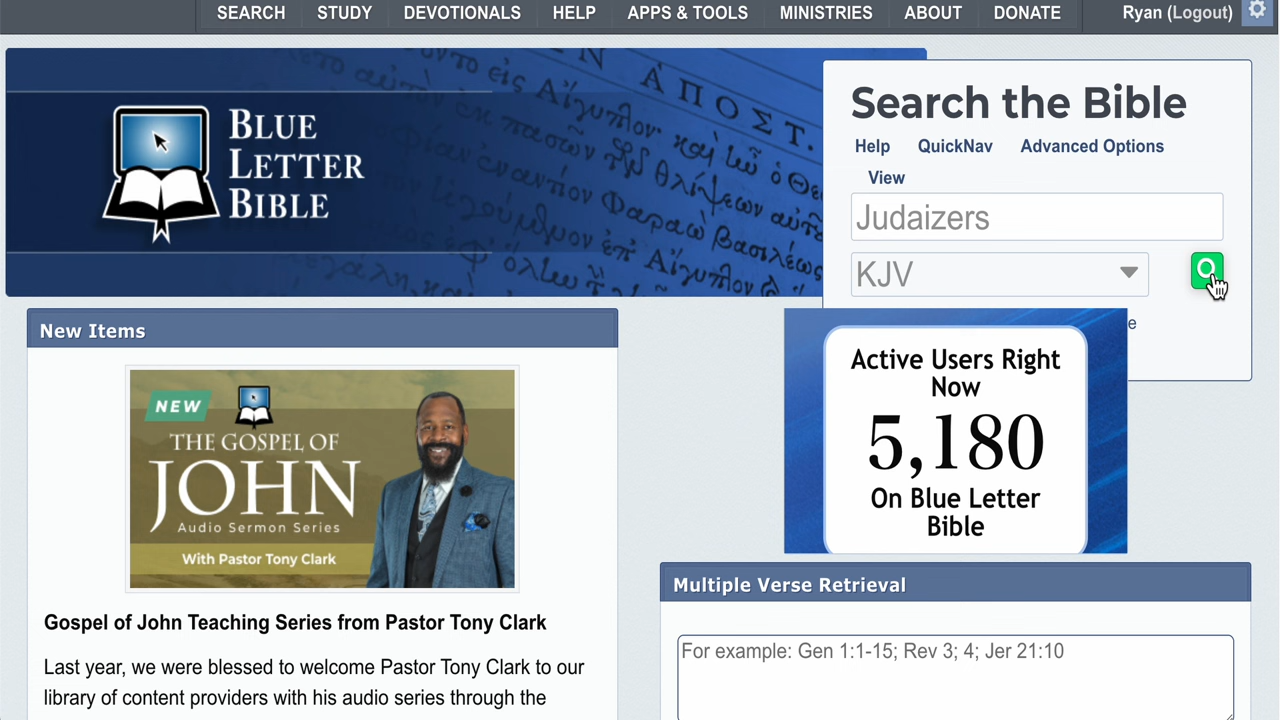 SEARCH STUDY DEVOTIONALS HELP APPS & TOOLS MINISTRIES ABOUT DONATE Ryan (Logout)
BLUE
LETTER
BIBLE
ἈΠΟΣΤ.
Search the Bible
Help QuickNav Advanced Options
View
Judaizers
KJV
New Items
NEW
THE GOSPEL OF
JOHN
Audio Sermon Series
With Pastor Tony Clark
Gospel of John Teaching Series from Pastor Tony Clark
Last year, we were blessed to welcome Pastor Tony Clark to our
library of content providers with his audio series through the
Active Users Right
Now
5,180
On Blue Letter
Bible
Multiple Verse Retrieval
For example: Gen 1:1-15; Rev 3; 4; Jer 21:10